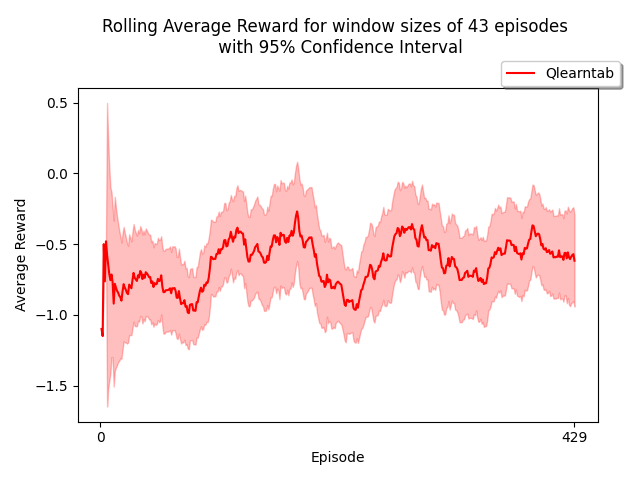 Rolling Average Reward for window sizes of 43 episodes
with 95% Confidence Interval
Qlearntab
0.5
0.0
−0.5
−1.0
−1.5
Average Reward
0
429
Episode